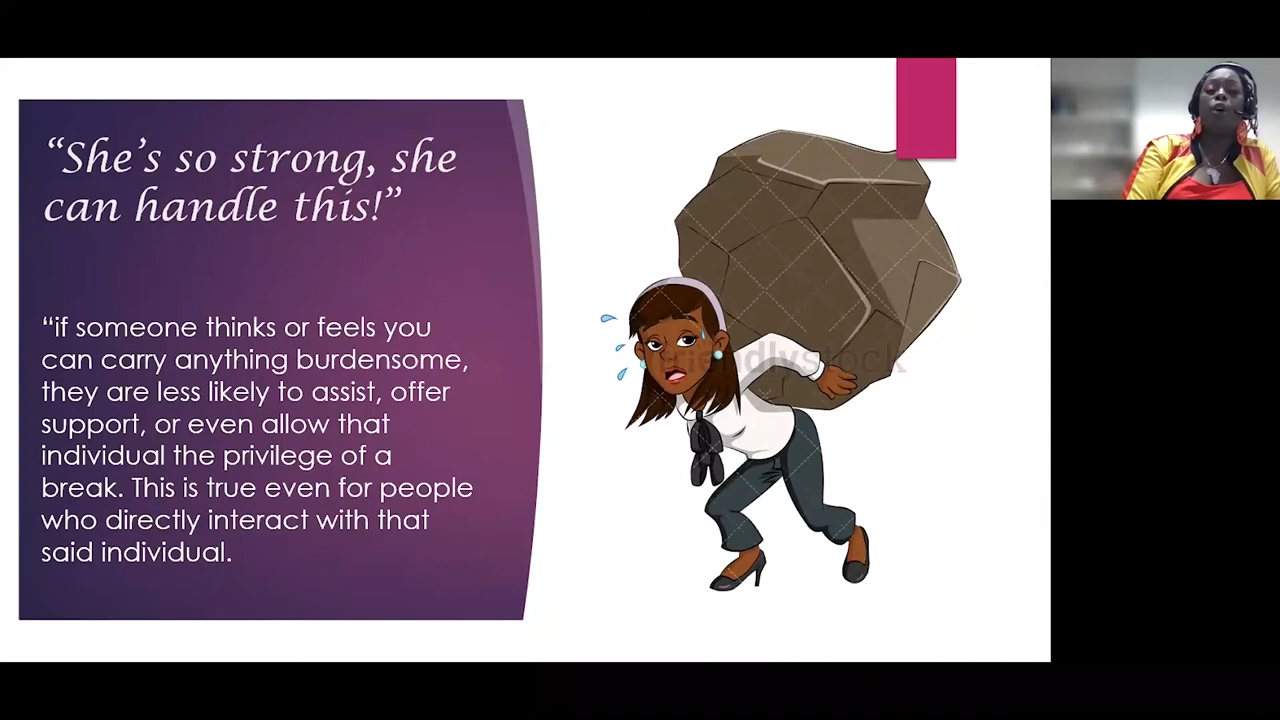 “She’s so strong, she
can handle this!”
“if someone thinks or feels you
can carry anything burdensome,
they are less likely to assist, offer
support, or even allow that
individual the privilege of a
break. This is true even for people
who directly interact with that
said individual.
friendlystock